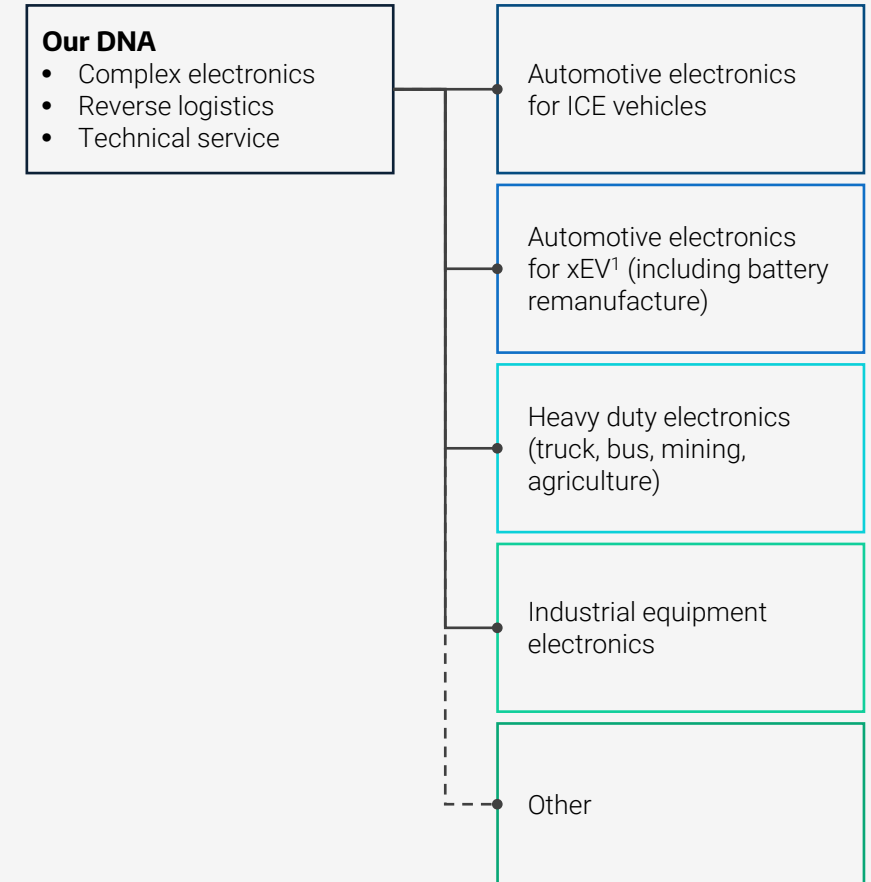 Our DNA
• Complex electronics
• Reverse logistics
• Technical service
Automotive electronics
for ICE vehicles
Automotive electronics
for xEV¹ (including battery
remanufacture)
Heavy duty electronics
(truck, bus, mining,
agriculture)
Industrial equipment
electronics
Other